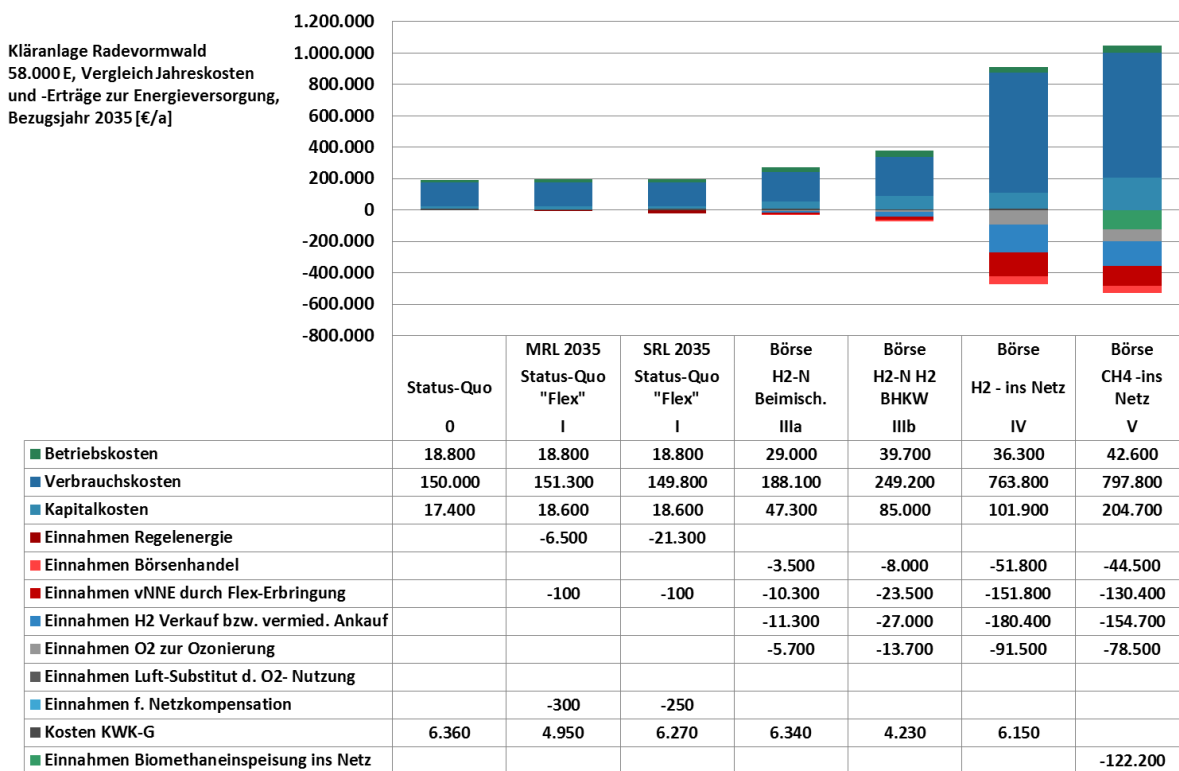 Kläranlage Radevormwald
58.000 E, Vergleich Jahreskosten
und -Erträge zur Energieversorgung,
Bezugsjahr 2035 [€/a]
1.200.000
1.000.000
800.000
600.000
400.000
200.000
0
-200.000
-400.000
-600.000
-800.000
MRL 2035 SRL 2035 Börse Börse Börse Börse
Status-Quo Status-Quo "Flex" Status-Quo "Flex" H2-N Beimisch. H2-N H2 BHKW H2 - ins Netz CH4 -ins Netz
0 I I IIIa IIIb IV V
Betriebskosten 18.800 18.800 18.800 29.000 39.700 36.300 42.600
Verbrauchskosten 150.000 151.300 149.800 188.100 249.200 763.800 797.800
Kapitalkosten 17.400 18.600 18.600 47.300 85.000 101.900 204.700
Einnahmen Regelenergie -6.500 -21.300
Einnahmen Börsenhandel -3.500 -8.000 -51.800 -44.500
Einnahmen vNNE durch Flex-Erbringung -100 -100 -10.300 -23.500 -151.800 -130.400
Einnahmen H2 Verkauf bzw. vermied. Ankauf -11.300 -27.000 -180.400 -154.700
Einnahmen O2 zur Ozonierung -5.700 -13.700 -91.500 -78.500
Einnahmen Luft-Substitut d. O2- Nutzung
Einnahmen f. Netzkompensation -300 -250
Kosten KWK-G 6.360 4.950 6.270 6.340 4.230 6.150
Einnahmen Biomethaneinspeisung ins Netz -122.200